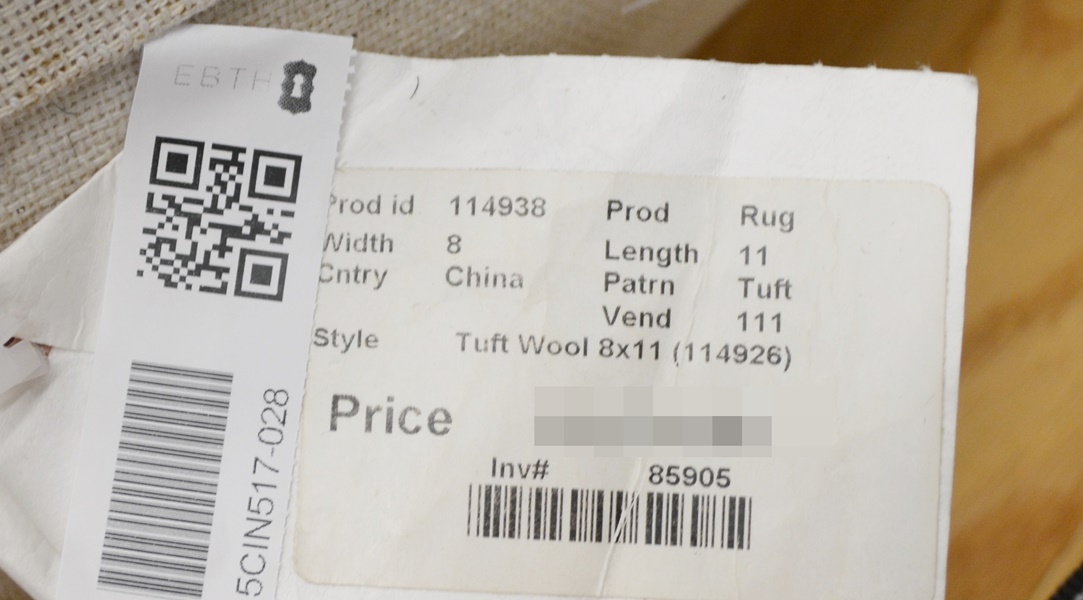 EBTH
5CIN517-028
Prod id 114938 Prod Rug
Width 8 Length 11
Cntry China Patrn Tuft
Vend 111
Style Tuft Wool 8x11 (114926)
Price
Inv# 85905